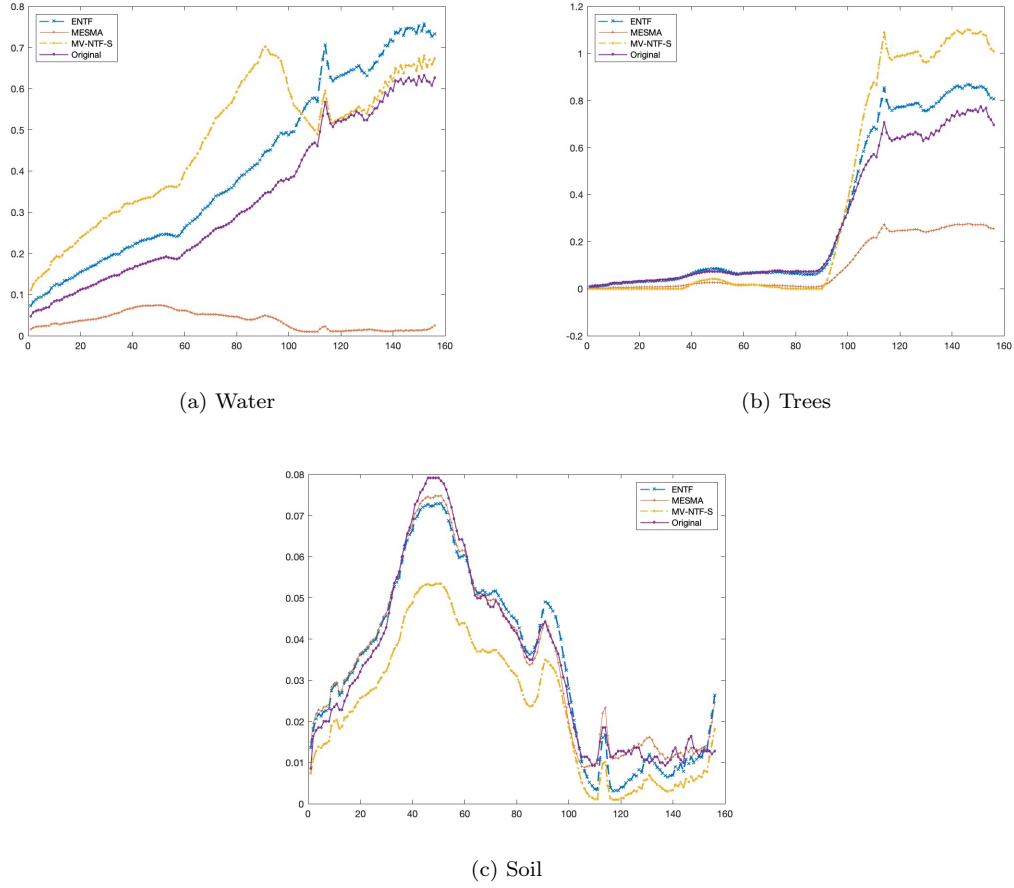 0.8
0.7
0.6
0.5
0.4
0.3
0.2
0.1
0
ENTF
MESMA
MV-NTF-S
Original
0 20 40 60 80 100 120 140 160
(a) Water
1.2
1
0.8
0.6
0.4
0.2
0
-0.2
ENTF
MESMA
MV-NTF-S
Original
0 20 40 60 80 100 120 140 160
(b) Trees
0.08
0.07
0.06
0.05
0.04
0.03
0.02
0.01
0
ENTF
MESMA
MV-NTF-S
Original
0 20 40 60 80 100 120 140 160
(c) Soil